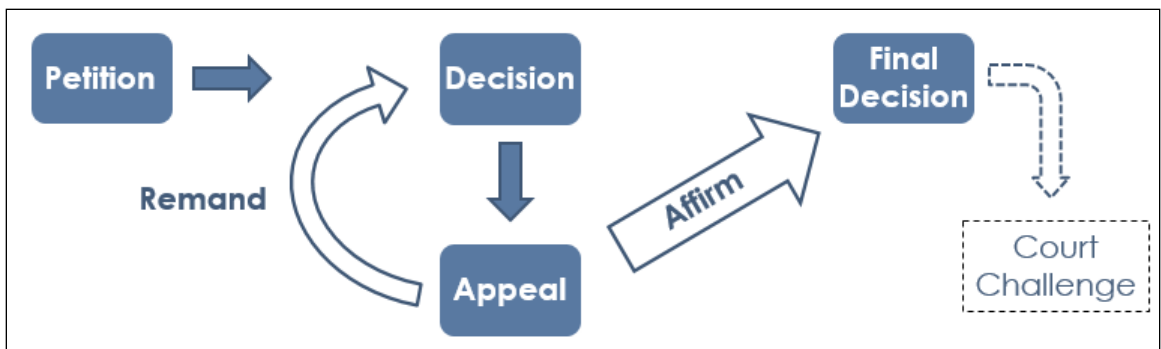 Petition
Decision
Final
Decision
Remand
Affirm
Appeal
Court
Challenge